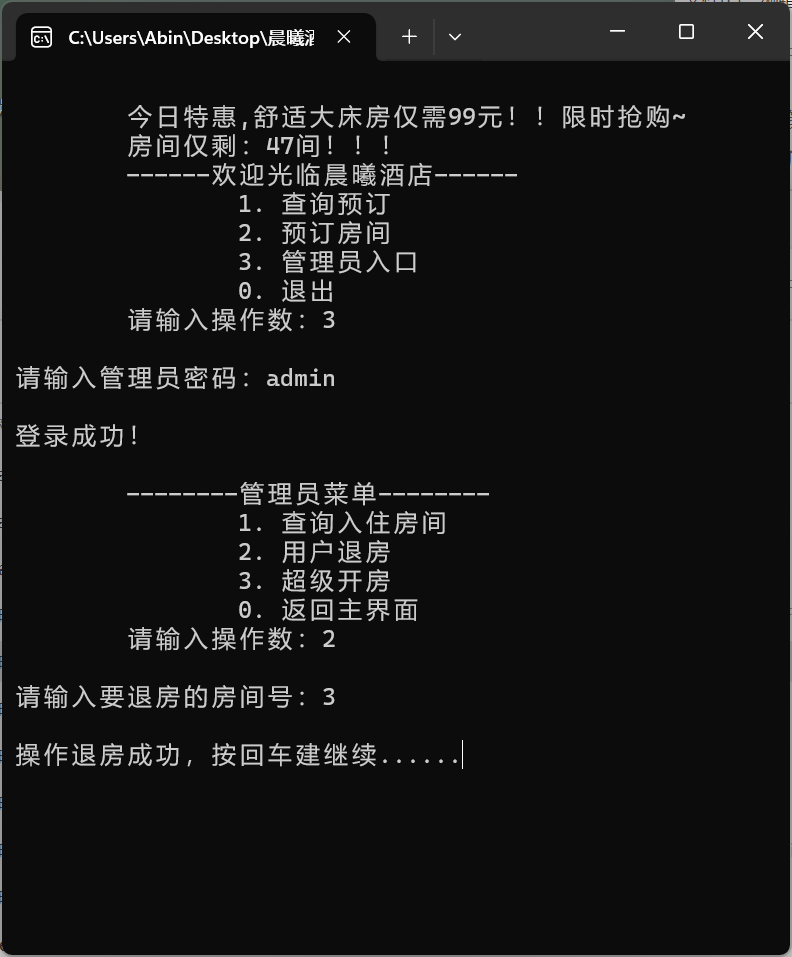 C:\Users\Abin\Desktop\晨曦酒
今日特惠,舒适大床房仅需99元！！限时抢购~
房间仅剩：47间！！！
------欢迎光临晨曦酒店------
1. 查询预订
2. 预订房间
3. 管理员入口
0. 退出
请输入操作数：3
请输入管理员密码：admin
登录成功！
--------管理员菜单--------
1. 查询入住房间
2. 用户退房
3. 超级开房
0. 返回主界面
请输入操作数：2
请输入要退房的房间号：3
操作退房成功，按回车建继续......